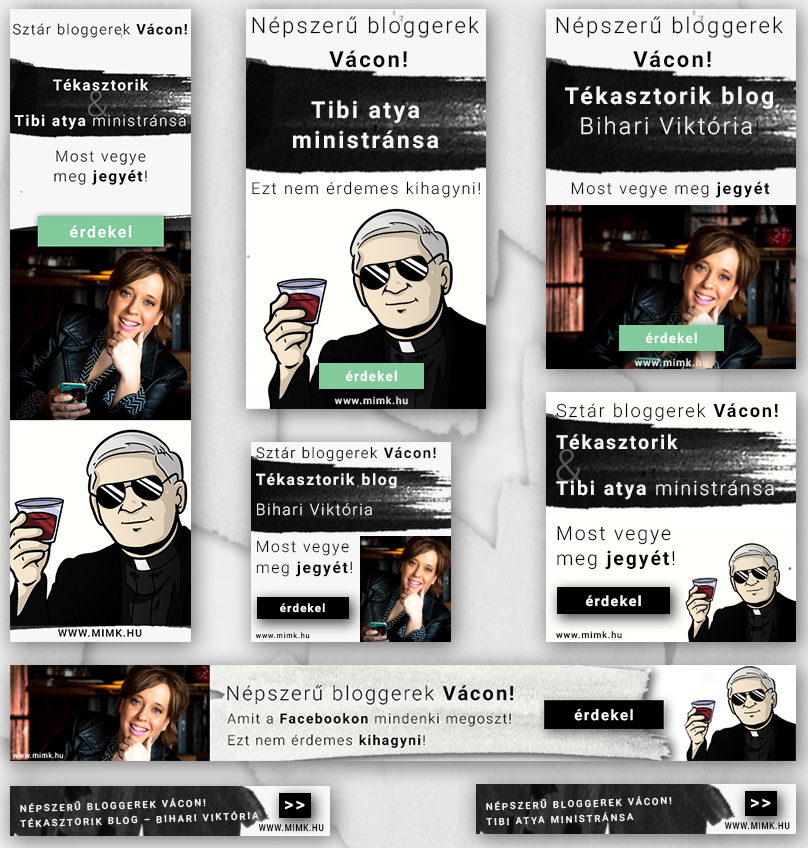 Sztár bloggerek Vácon!
Tékasztorik
&
Tibi atya ministránsa
Most vegye
meg jegyét!
érdekel
WWW.MIMK.HU
Népszerű bloggerek
Vácon!
Tibi atya
ministránsa
Ezt nem érdemes kihagyni!
érdekel
www.mimk.hu
Népszerű bloggerek
Vácon!
Tékasztorik blog
Bihari Viktória
Most vegye meg jegyét
érdekel
www.mimk.hu
Sztár bloggerek Vácon!
Tékasztorik blog
Bihari Viktória
Most vegye
meg jegyét!
érdekel
www.mimk.hu
Sztár bloggerek Vácon!
Tékasztorik
&
Tibi atya ministránsa
Most vegye
meg jegyét!
érdekel
www.mimk.hu
www.mimk.hu
Népszerű bloggerek Vácon!
Amit a Facebookon mindenki megoszt!
Ezt nem érdemes kihagyni!
érdekel
NÉPSZERŰ BLOGGEREK VÁCON!
TÉKASZTORIK BLOG – BIHARI VIKTÓRIA
>>
WWW.MIMK.HU
NÉPSZERŰ BLOGGEREK VÁCON!
TIBI ATYA MINISTRÁNSA
>>
WWW.MIMK.HU